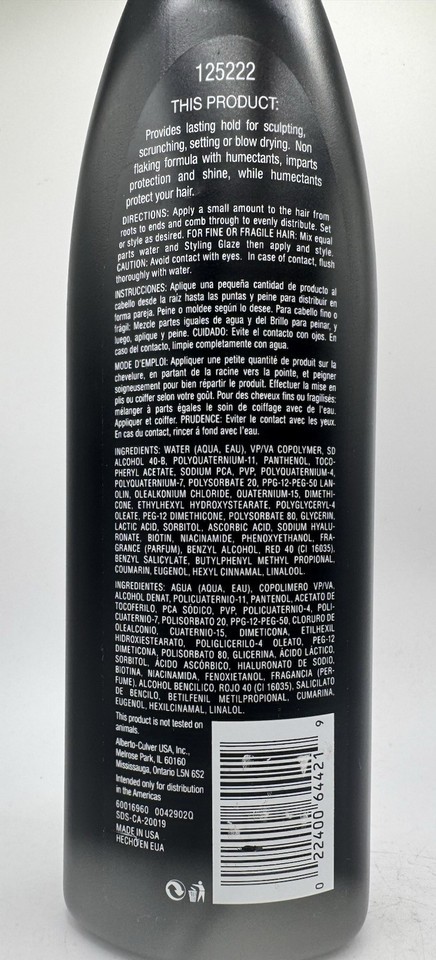 125222
THIS PRODUCT:
Provides lasting hold for sculpting,
scrunching, setting or blow drying. Non
flaking formula with humectants, imparts
protection and shine, while humectants
protect your hair.
DIRECTIONS: Apply a small amount to the hair from
roots to ends and comb through to evenly distribute. Set
or style as desired. FOR FINE OR FRAGILE HAIR: Mix equal
parts water and Styling Glaze then apply and style.
CAUTION: Avoid contact with eyes. In case of contact, flush
thoroughly with water.
INSTRUCCIONES: Aplique una pequeña cantidad de producto al
cabello desde la raíz hasta las puntas y peine para distribuir en
forma pareja. Peine o moldee según lo desee. Para cabello fino o
frágil: Mezcle partes iguales de agua y del Brillo para peinar, y
luego, aplique y peine. CUIDADO: Evite el contacto con ojos. En
caso del contacto, limpie completamente con agua.
MODE D'EMPLOI: Appliquer une petite quantité de produit sur la
chevelure, en partant de la racine vers la pointe, et peigner
soigneusement pour bien répartir le produit. Effectuer la mise en
plis ou coiffer selon votre goût. Pour des cheveux fins ou fragilisés:
mélanger à parts égales le soin de coiffage avec de l'eau.
Appliquer et coiffer. PRUDENCE: Eviter le contact avec les yeux.
En cas du contact, rincer á fond avec l'eau.
INGREDIENTS: WATER (AQUA, EAU), VP/VA COPOLYMER, SD
ALCOHOL 40-B, POLYQUATERNIUM-11, PANTHENOL, TOCO-
PHERYL ACETATE, SODIUM PCA, PVP, POLYQUATERNIUM-4,
POLYQUATERNIUM-7, POLYSORBATE 20, PPG-12-PEG-50 LAN-
OLIN, OLEALKONIUM CHLORIDE, QUATERNIUM-15, DIMETHI-
CONE, ETHYLHEXYL HYDROXYSTEARATE, POLYGLYCERYL-4
OLEATE, PEG-12 DIMETHICONE, POLYSORBATE 80, GLYCERIN,
LACTIC ACID, SORBITOL, ASCORBIC ACID, SODIUM HYALU-
RONATE, BIOTIN, NIACINAMIDE, PHENOXYETHANOL, FRA-
GRANCE (PARFUM), BENZYL ALCOHOL, RED 40 (CI 16035),
BENZYL SALICYLATE, BUTYLPHENYL METHYL PROPIONAL,
COUMARIN, EUGENOL, HEXYL CINNAMAL, LINALOOL.
INGREDIENTES: AGUA (AQUA, EAU), COPOLIMERO VP/VA,
ALCOHOL DENAT, POLICUATERNIO-11, PANTENOL, ACETATO DE
TOCOFERILO, PCA SÓDICO, PVP, POLICUATERNIO-4, POLI-
CUATERNIO-7, POLISORBATO 20, PPG-12-PEG-50, CLORURO DE
OLEALCONIO, CUATERNIO-15, DIMETICONA, ETILHEXIL
HIDROXIESTEARATO, POLIGLICERILO-4 OLEATO, PEG-12
DIMETICONA, POLISORBATO 80, GLICERINA, ÁCIDO LÁCTICO,
SORBITOL, ÁCIDO ASCÓRBICO, HIALURONATO DE SODIO,
BIOTINA, NIACINAMIDA, FENOXIETANOL, FRAGANCIA (PER-
FUME), ALCOHOL BENCILICO, ROJO 40 (CI 16035), SALICILATO
DE BENCILO, BETILFENIL METILPROPIONAL, CUMARINA,
EUGENOL, HEXILCINAMAL, LINALOL.
This product is not tested on
animals.
Alberto-Culver USA, Inc.,
Melrose Park, IL 60160
Mississauga, Ontario L5N 6S2
Intended only for distribution
in the Americas
60016960 0042902Q
SDS-CA-20019
MADE IN USA
HECHO EN EUA
0 22400 64421 9